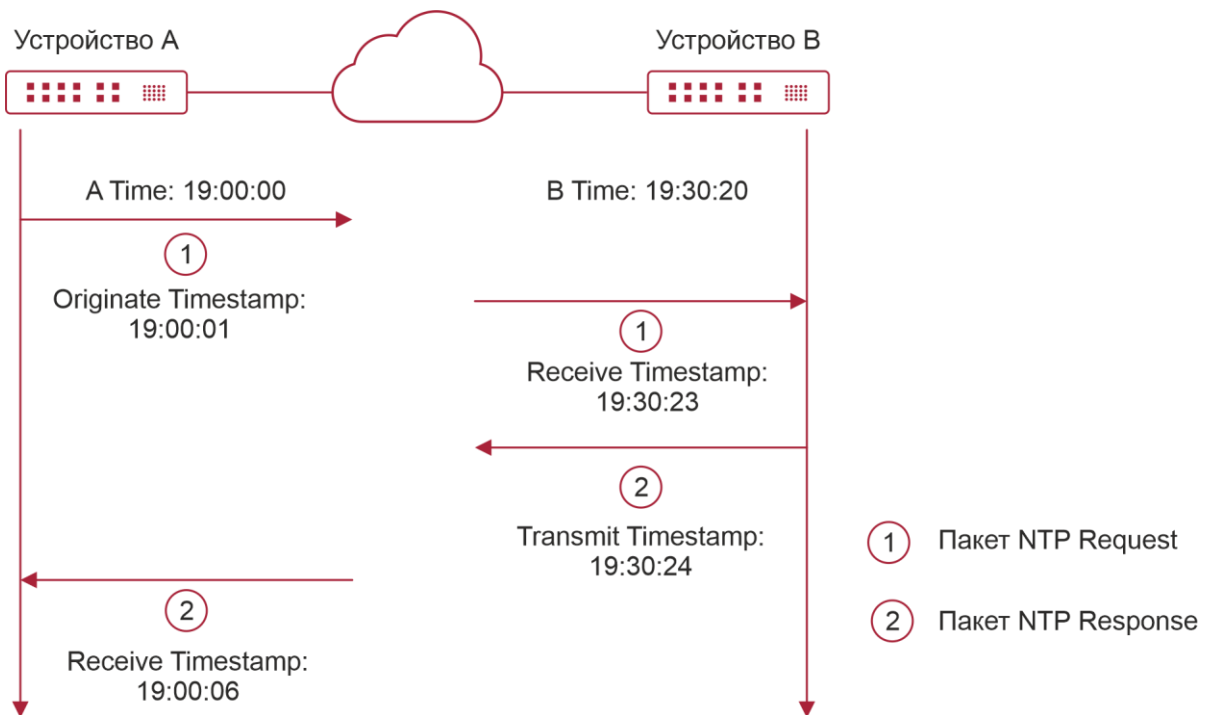 Устройство A
Устройство B
A Time: 19:00:00
B Time: 19:30:20
1
Originate Timestamp:
19:00:01
1
Receive Timestamp:
19:30:23
2
Transmit Timestamp:
19:30:24
2
Receive Timestamp:
19:00:06
1 Пакет NTP Request
2 Пакет NTP Response